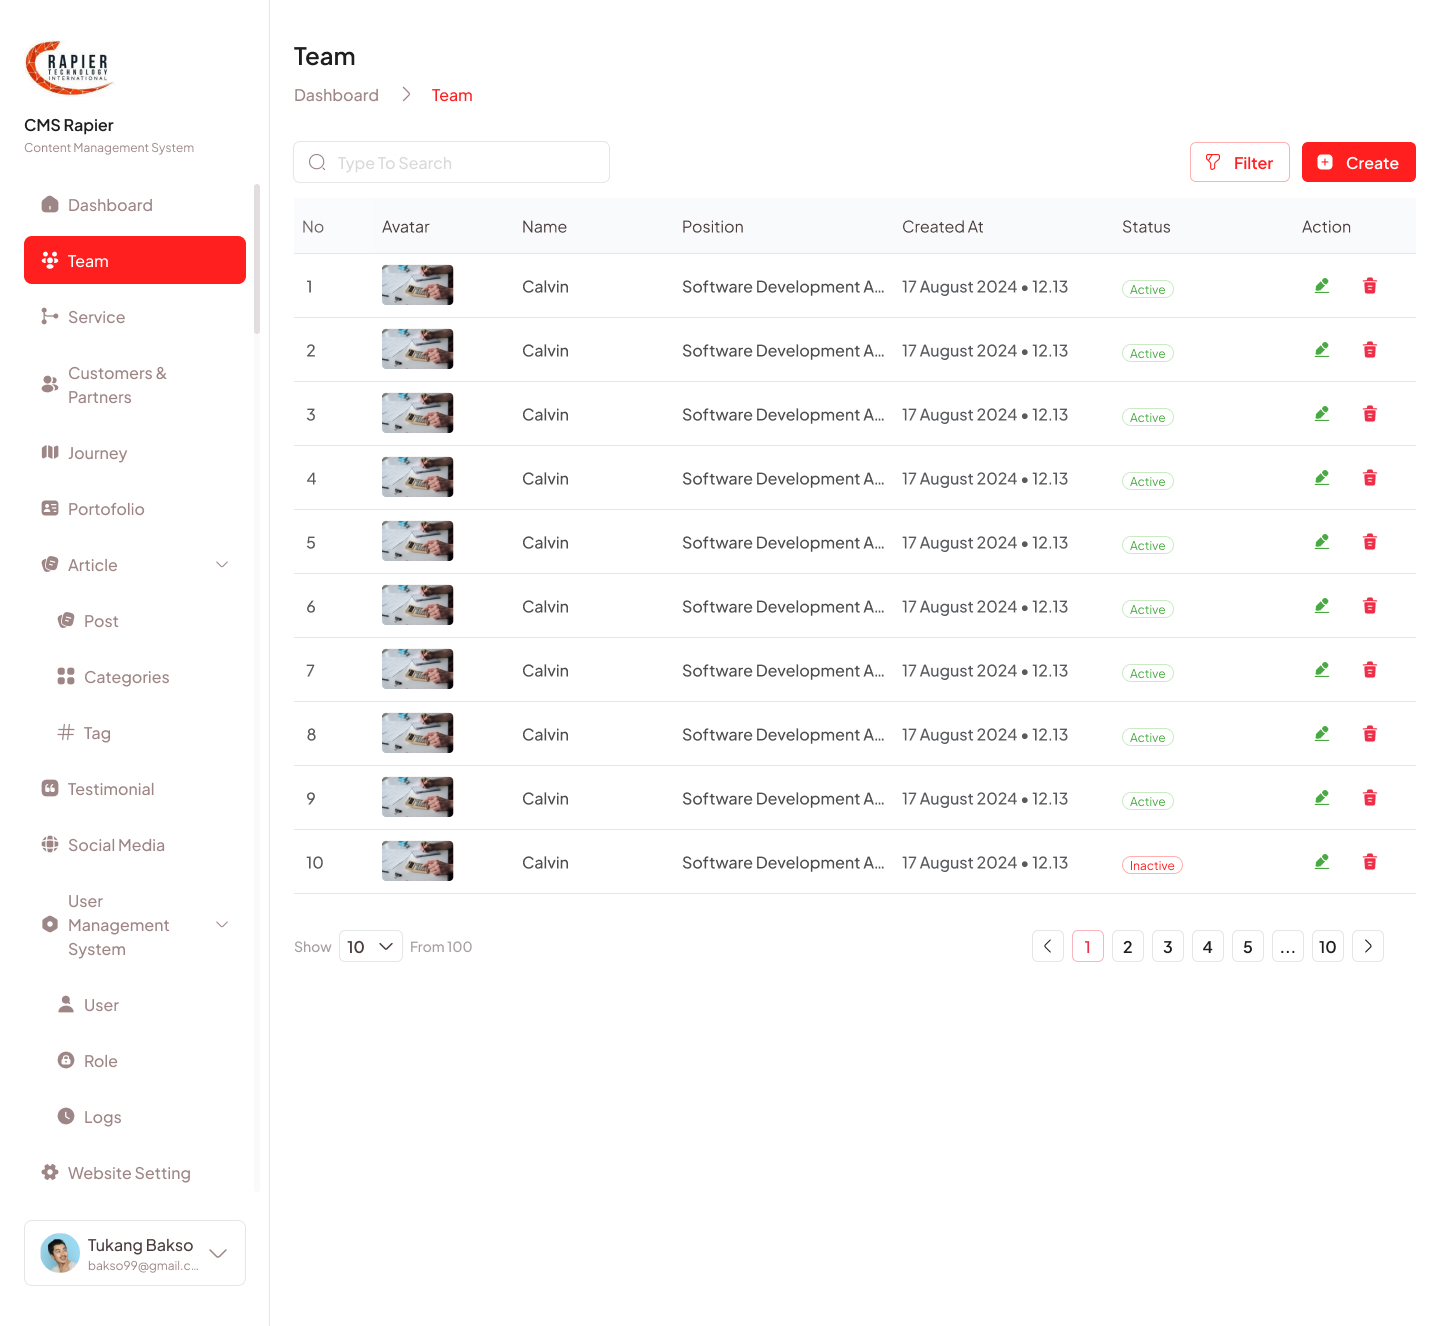 RAPIER
TECHNOLOGY
INTERNATIONAL
CMS Rapier
Content Management System
Dashboard
Team
Service
Customers &
Partners
Journey
Portofolio
Article
Post
Categories
Tag
Testimonial
Social Media
User
Management
System
User
Role
Logs
Website Setting
Tukang Bakso
bakso99@gmail.c...
Team
Dashboard Team
Type To Search
Filter
Create
No Avatar Name Position Created At Status Action
1 Calvin Software Development A... 17 August 2024 • 12.13 Active
2 Calvin Software Development A... 17 August 2024 • 12.13 Active
3 Calvin Software Development A... 17 August 2024 • 12.13 Active
4 Calvin Software Development A... 17 August 2024 • 12.13 Active
5 Calvin Software Development A... 17 August 2024 • 12.13 Active
6 Calvin Software Development A... 17 August 2024 • 12.13 Active
7 Calvin Software Development A... 17 August 2024 • 12.13 Active
8 Calvin Software Development A... 17 August 2024 • 12.13 Active
9 Calvin Software Development A... 17 August 2024 • 12.13 Active
10 Calvin Software Development A... 17 August 2024 • 12.13 Inactive
Show 10 From 100
1 2 3 4 5 ... 10